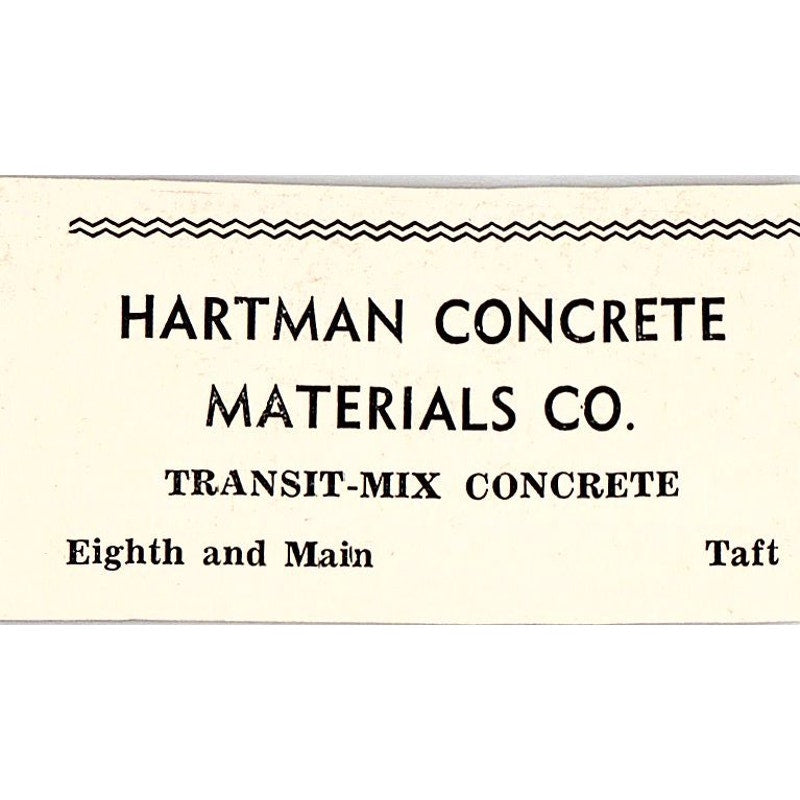 HARTMAN CONCRETE
MATERIALS CO.
TRANSIT-MIX CONCRETE
Eighth and Main Taft